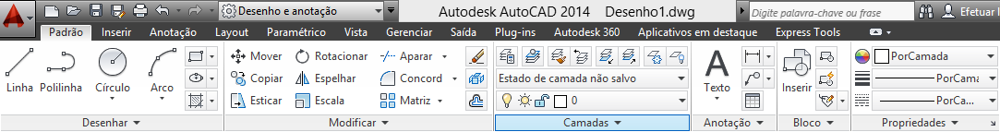 Desenho e anotação Autodesk AutoCAD 2014 Desenho1.dwg Digite palavra-chave ou frase Efetuar l
Padrão Inserir Anotação Layout Paramétrico Vista Gerenciar Saída Plug-ins Autodesk 360 Aplicativos em destaque Express Tools
Mover Rotacionar Aparar PorCamada
Copiar Espelhar Concord Estado de camada não salvo PorCama
Linha Polilinha Círculo Arco Texto Inserir
Esticar Escala Matriz 0 PorCa...
Desenhar Modificar Camadas Anotação Bloco Propriedades